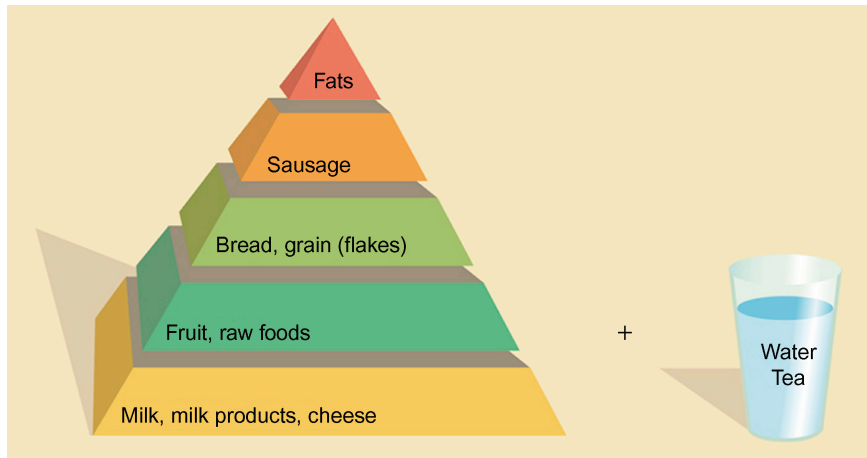 Fats
Sausage
Bread, grain (flakes)
Fruit, raw foods
Milk, milk products, cheese
+
Water
Tea